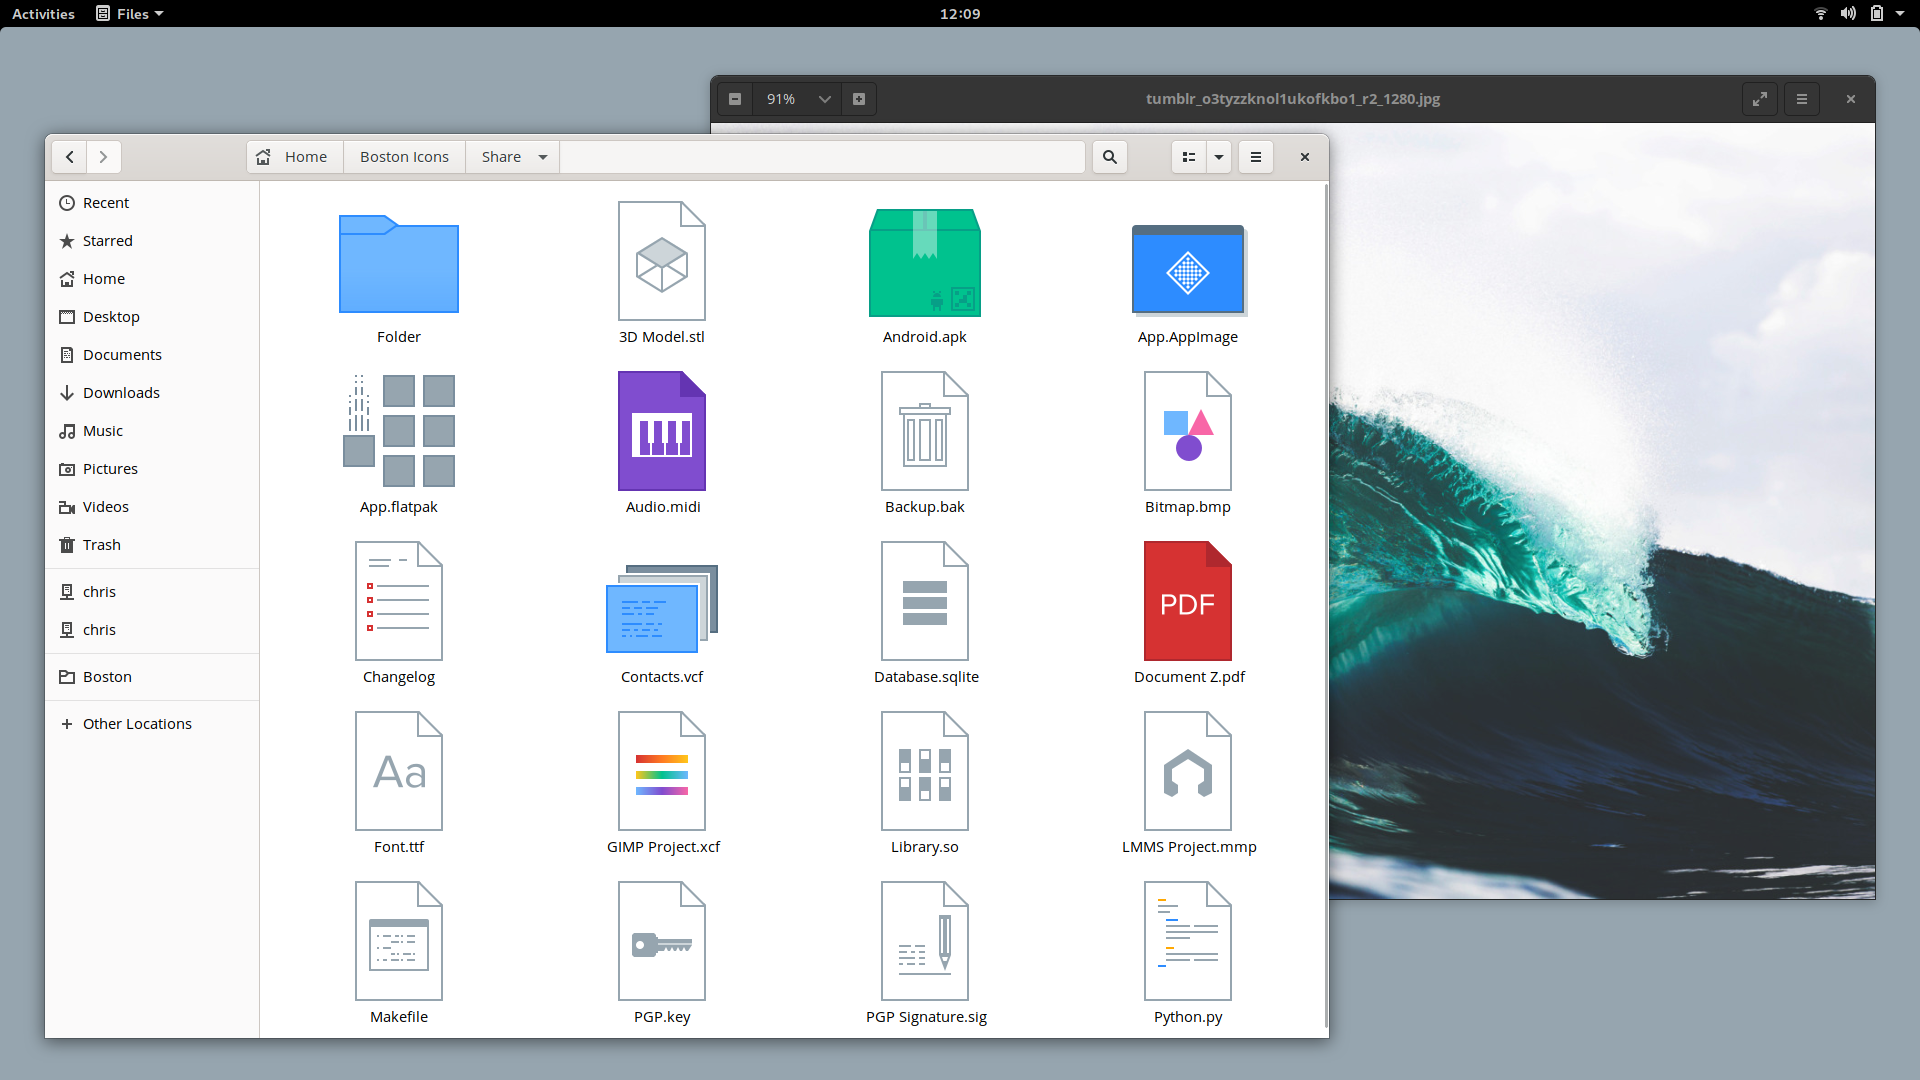 Activities
Files
12:09
91%
tumblr_o3tyzzknol1ukofkbo1_r2_1280.jpg
Home
Boston Icons
Share
Recent
Starred
Home
Desktop
Documents
Downloads
Music
Pictures
Videos
Trash
chris
chris
Boston
Other Locations
Folder
3D Model.stl
Android.apk
App.AppImage
App.flatpak
Audio.midi
Backup.bak
Bitmap.bmp
Changelog
Contacts.vcf
Database.sqlite
PDF
Document Z.pdf
Aa
Font.ttf
GIMP Project.xcf
Library.so
LMMS Project.mmp
Makefile
PGP.key
PGP Signature.sig
Python.py